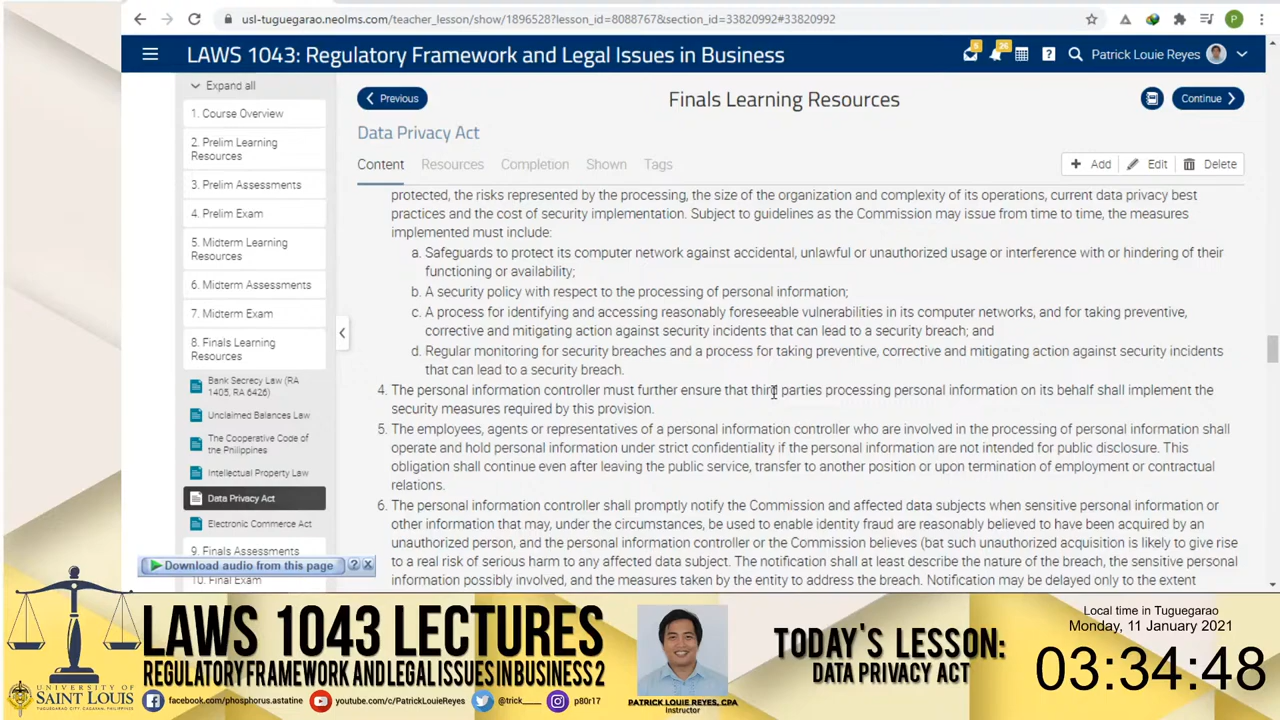 usl-tuguegarao.neolms.com/teacher_lesson/show/1896528?lesson_id=8088767&section_id=33820992#33820992
P
LAWS 1043: Regulatory Framework and Legal Issues in Business
6
26
Patrick Louie Reyes
Expand all
1. Course Overview
2. Prelim Learning
Resources
3. Prelim Assessments
4. Prelim Exam
5. Midterm Learning
Resources
6. Midterm Assessments
7. Midterm Exam
8. Finals Learning
Resources
Bank Secrecy Law (RA
1405, RA 6426)
Unclaimed Balances Law
The Cooperative Code of
the Philippines
Intellectual Property Law
Data Privacy Act
Electronic Commerce Act
9. Finals Assessments
10. Final Exam
Download audio from this page
?
Previous
Finals Learning Resources
Continue
Data Privacy Act
Content
Resources
Completion
Shown
Tags
Add
Edit
Delete
protected, the risks represented by the processing, the size of the organization and complexity of its operations, current data privacy best
practices and the cost of security implementation. Subject to guidelines as the Commission may issue from time to time, the measures
implemented must include:
a. Safeguards to protect its computer network against accidental, unlawful or unauthorized usage or interference with or hindering of their
functioning or availability;
b. A security policy with respect to the processing of personal information;
c. A process for identifying and accessing reasonably foreseeable vulnerabilities in its computer networks, and for taking preventive,
corrective and mitigating action against security incidents that can lead to a security breach; and
d. Regular monitoring for security breaches and a process for taking preventive, corrective and mitigating action against security incidents
that can lead to a security breach.
4. The personal information controller must further ensure that third parties processing personal information on its behalf shall implement the
security measures required by this provision.
5. The employees, agents or representatives of a personal information controller who are involved in the processing of personal information shall
operate and hold personal information under strict confidentiality if the personal information are not intended for public disclosure. This
obligation shall continue even after leaving the public service, transfer to another position or upon termination of employment or contractual
relations.
6. The personal information controller shall promptly notify the Commission and affected data subjects when sensitive personal information or
other information that may, under the circumstances, be used to enable identity fraud are reasonably believed to have been acquired by an
unauthorized person, and the personal information controller or the Commission believes (bat such unauthorized acquisition is likely to give rise
to a real risk of serious harm to any affected data subject. The notification shall at least describe the nature of the breach, the sensitive personal
information possibly involved, and the measures taken by the entity to address the breach. Notification may be delayed only to the extent
LAWS 1043 LECTURES
REGULATORY FRAMEWORK AND LEGAL ISSUES IN BUSINESS 2
UNIVERSITY OF
SAINT LOUIS
TUGUEGARAO CITY, CAGAYAN, PHILIPPINES
facebook.com/phosphorus.astatine
youtube.com/c/PatrickLouieReyes
@trick____
p80r17
PATRICK LOUIE REYES, CPA
Instructor
TODAY'S LESSON:
DATA PRIVACY ACT
Local time in Tuguegarao
Monday, 11 January 2021
03:34:48